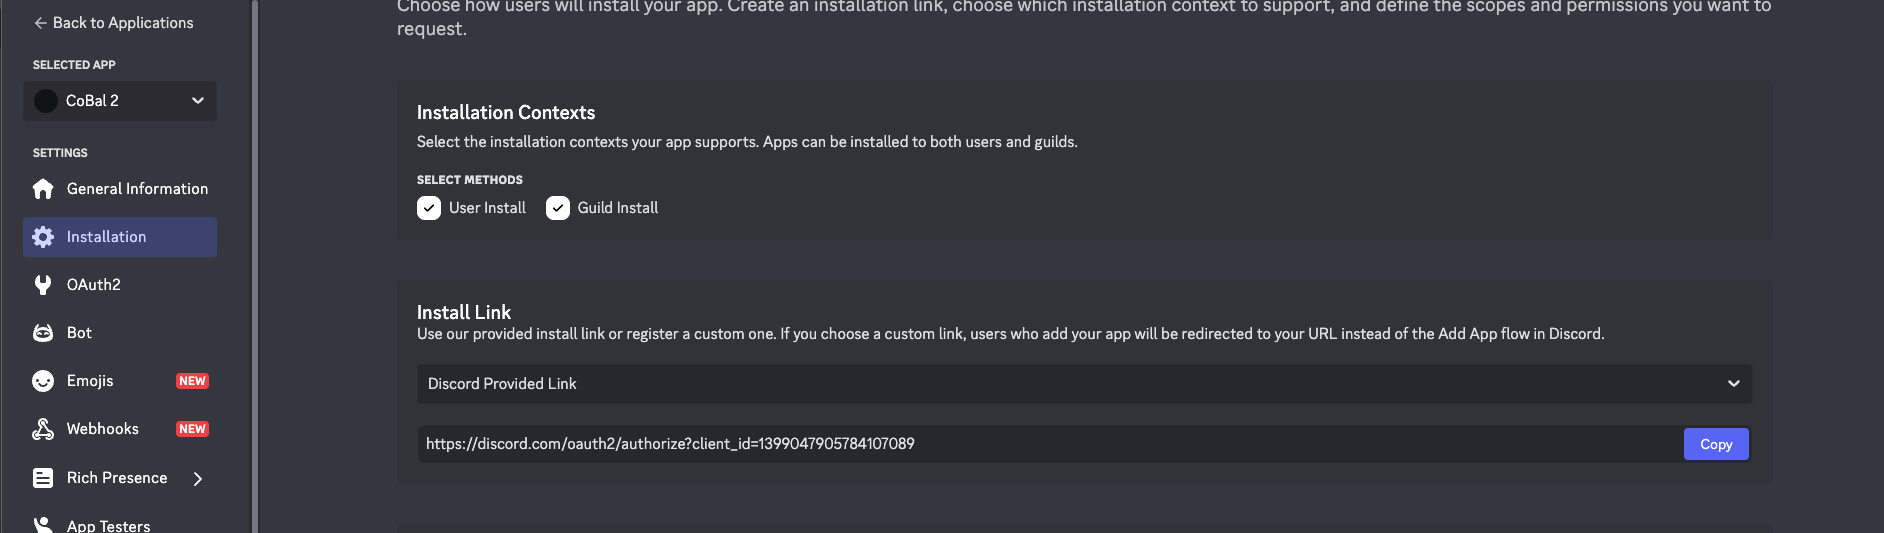 Back to Applications
SELECTED APP
CoBal 2
SETTINGS
General Information
Installation
OAuth2
Bot
Emojis NEW
Webhooks NEW
Rich Presence
App Testers
Choose how users will install your app. Create an installation link, choose which installation context to support, and define the scopes and permissions you want to
request.
Installation Contexts
Select the installation contexts your app supports. Apps can be installed to both users and guilds.
SELECT METHODS
User Install Guild Install
Install Link
Use our provided install link or register a custom one. If you choose a custom link, users who add your app will be redirected to your URL instead of the Add App flow in Discord.
Discord Provided Link
https://discord.com/oauth2/authorize?client_id=1399047905784107089 Copy